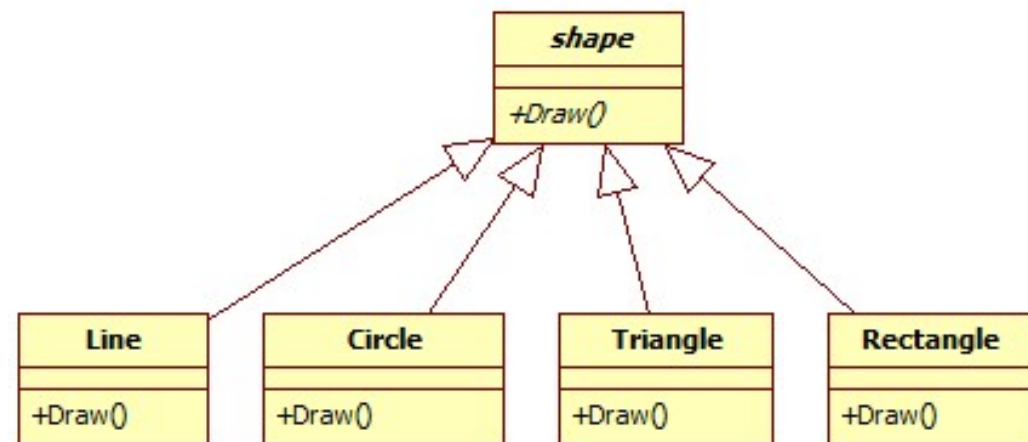 shape
+Draw()
Line
Circle
Triangle
Rectangle
+Draw()
+Draw()
+Draw()
+Draw()